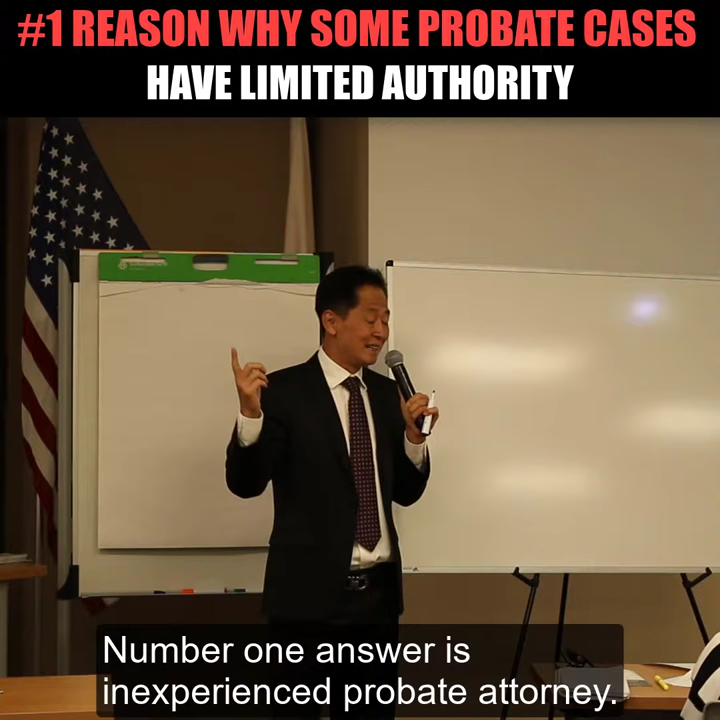 #1 REASON WHY SOME PROBATE CASES
HAVE LIMITED AUTHORITY
Number one answer is
inexperienced probate attorney.